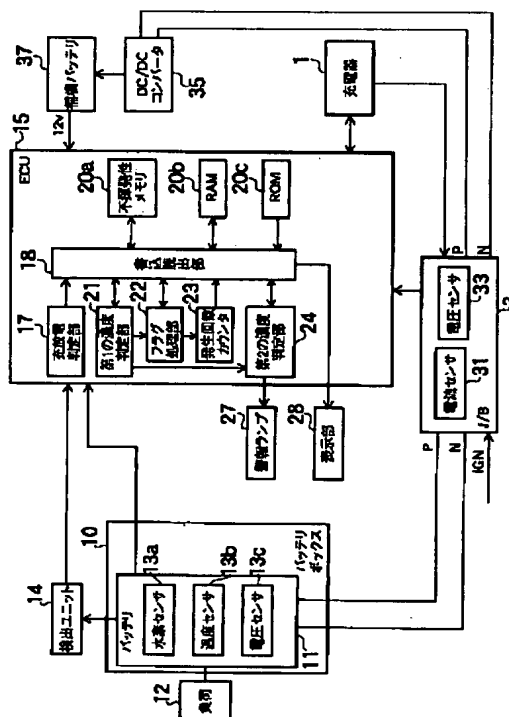 37
補機バッテリ
DC/DC
コンバータ
35
1
充電器
12v
15
ECU
20a
不揮発性
メモリ
20b
RAM
20c
ROM
18
書込読出部
17
充放電
判定部
21
第1の濃度
判定部
22
フラグ
処理部
23
発生回数
カウンタ
24
第2の濃度
判定部
27
警報ランプ
28
表示部
P
N
電圧センサ
33
電流センサ
31
J/B
P
N
IGN
14
検出ユニット
10
バッテリ
ボックス
バッテリ
13a
水素センサ
13b
温度センサ
13c
電圧センサ
11
12
負荷